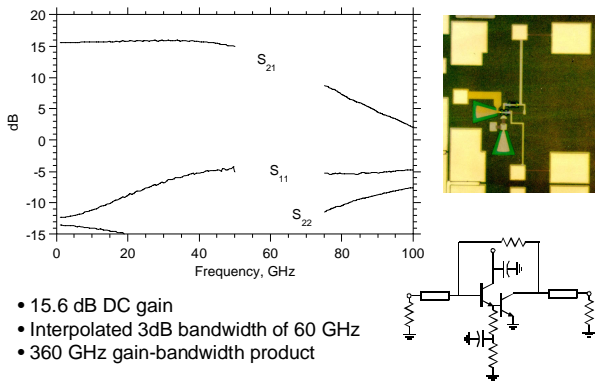 20
15
10
5
0
-5
-10
-15
dB
S21
S11
S22
0 20 40 60 80 100
Frequency, GHz
• 15.6 dB DC gain
• Interpolated 3dB bandwidth of 60 GHz
• 360 GHz gain-bandwidth product